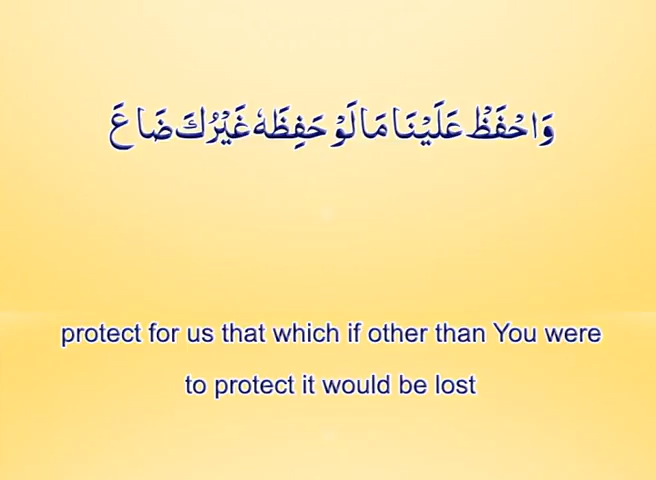 وَاحْفَظْ عَلَيْنَا مَا لَوْ حَفِظَهٗ غَيْرُكَ ضَاعَ
protect for us that which if other than You were
to protect it would be lost